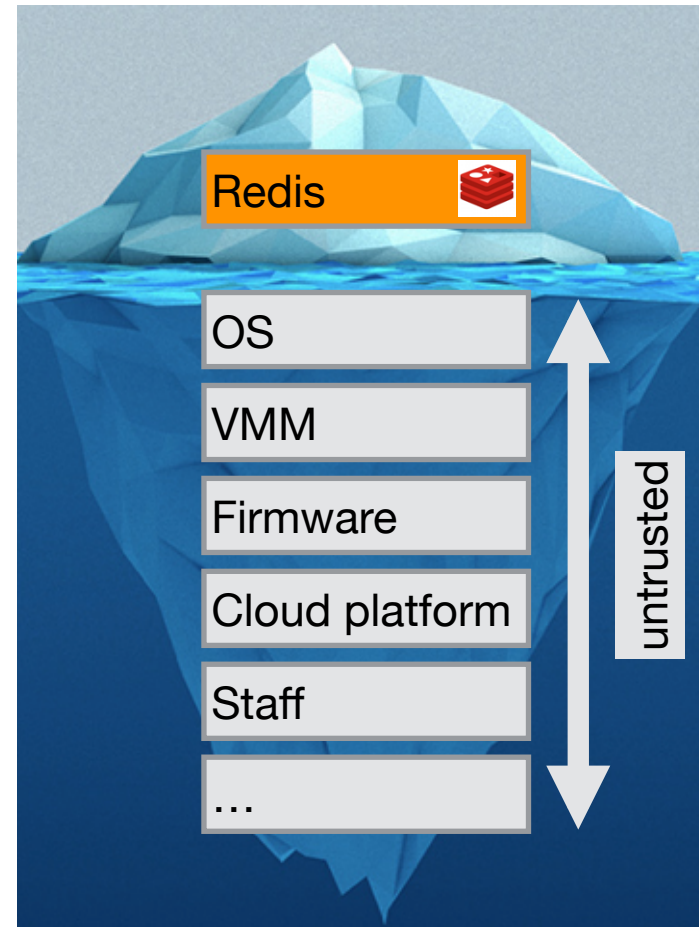 Redis
OS
VMM
Firmware
Cloud platform
Staff
…
untrusted